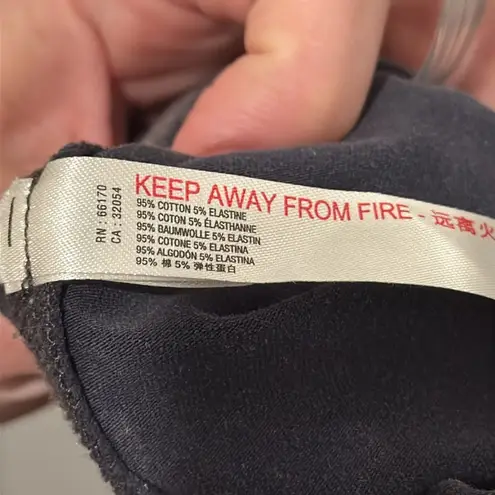 RN : 66170
CA : 32054
KEEP AWAY FROM FIRE - 远离火
95% COTTON 5% ELASTINE
95% COTON 5% ÉLASTHANNE
95% BAUMWOLLE 5% ELASTIN
95% COTONE 5% ELASTINA
95% ALGODÓN 5% ELASTINA
95% 棉 5% 弹性蛋白